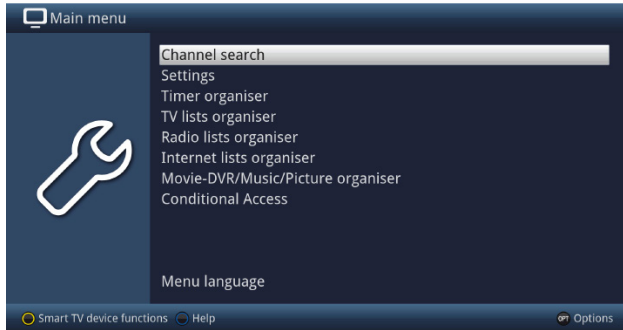 Main menu
Channel search
Settings
Timer organiser
TV lists organiser
Radio lists organiser
Internet lists organiser
Movie-DVR/Music/Picture organiser
Conditional Access
Menu language
Smart TV device functions Help OPT Options